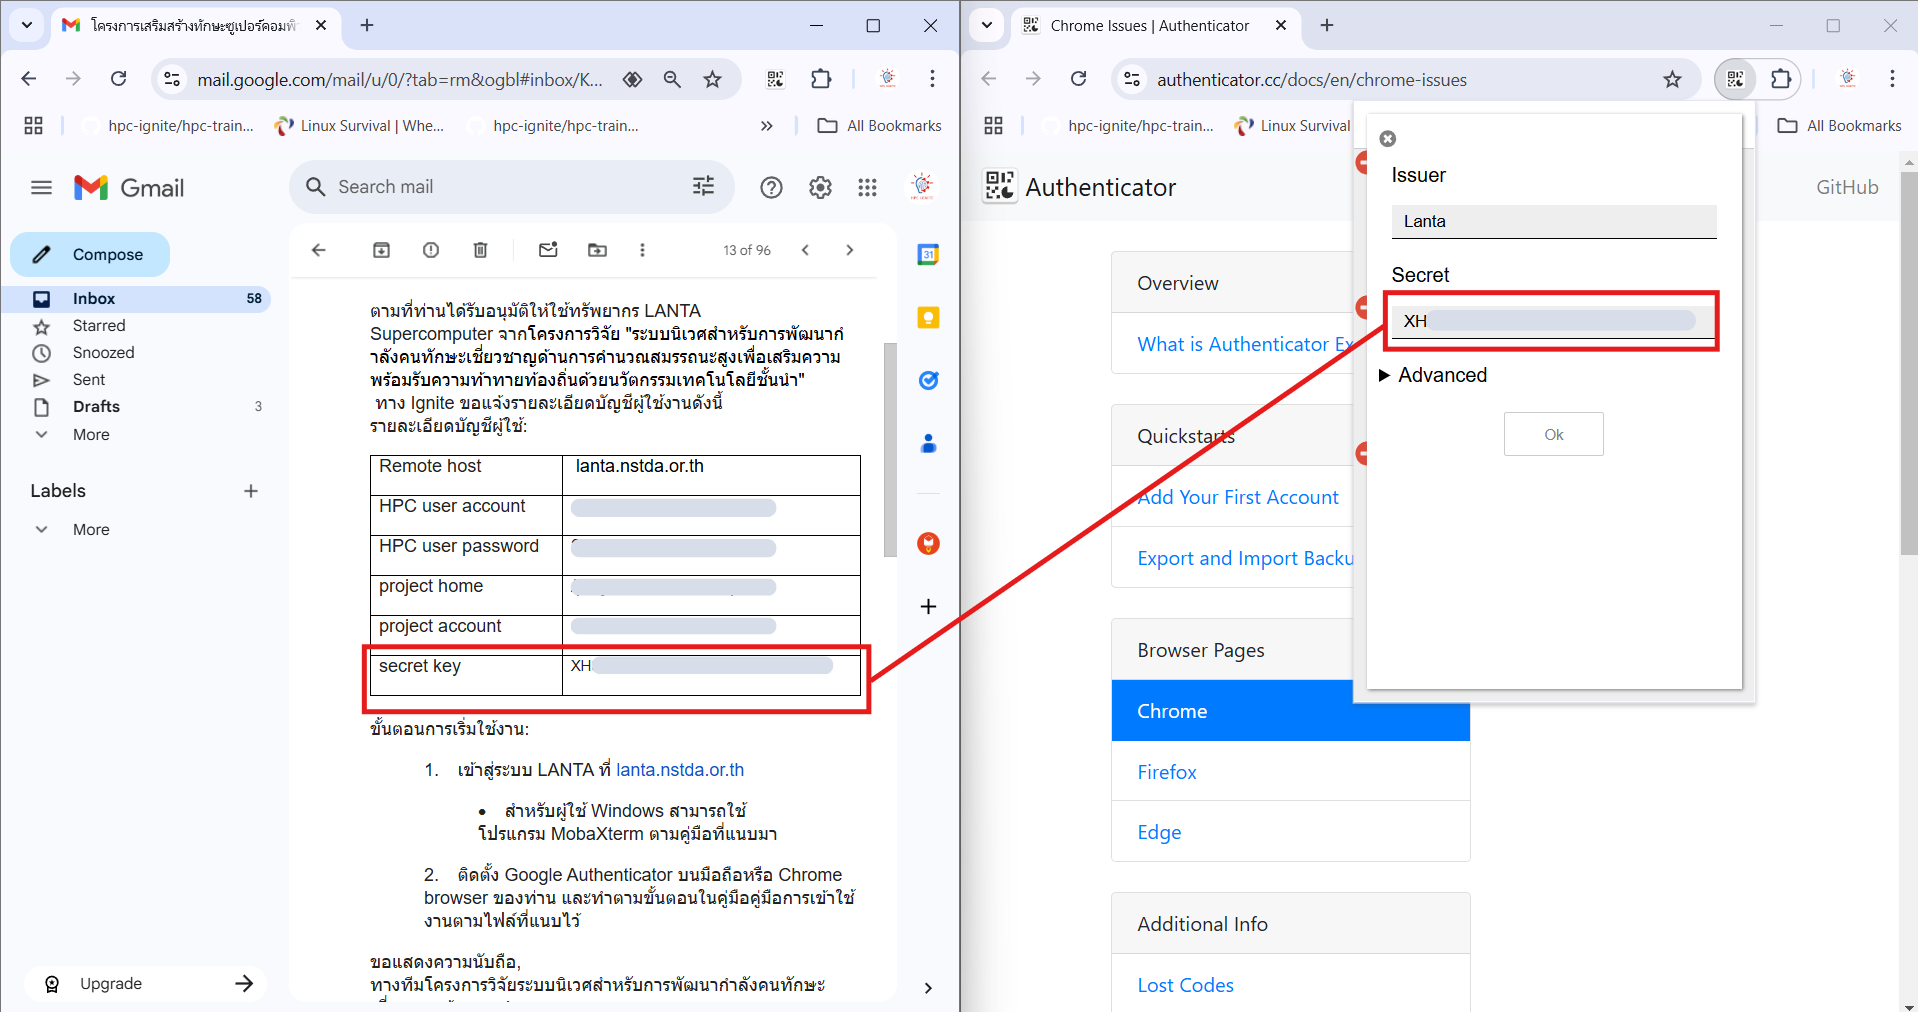 โครงการเสริมสร้างทักษะซูเปอร์คอมพิ
mail.google.com/mail/u/0/?tab=rm&ogbl#inbox/K...
hpc-ignite/hpc-train...
Linux Survival | Whe...
hpc-ignite/hpc-train...
All Bookmarks
Gmail
Search mail
Compose
13 of 96
Inbox 58
Starred
Snoozed
Sent
Drafts 3
More
Labels
More
Upgrade
ตามที่ท่านได้รับอนุมัติให้ใช้ทรัพยากร LANTA
Supercomputer จากโครงการวิจัย "ระบบนิเวศสำหรับการพัฒนากำ
ลังคนทักษะเชี่ยวชาญด้านการคำนวณสมรรถนะสูงเพื่อเสริมความ
พร้อมรับความท้าทายท้องถิ่นด้วยนวัตกรรมเทคโนโลยีชั้นนำ"
ทาง Ignite ขอแจ้งรายละเอียดบัญชีผู้ใช้งานดังนี้
รายละเอียดบัญชีผู้ใช้:
Remote host lanta.nstda.or.th
HPC user account
HPC user password
project home
project account
secret key XH
ขั้นตอนการเริ่มใช้งาน:
1. เข้าสู่ระบบ LANTA ที่ lanta.nstda.or.th
• สำหรับผู้ใช้ Windows สามารถใช้
โปรแกรม MobaXterm ตามคู่มือที่แนบมา
2. ติดตั้ง Google Authenticator บนมือถือหรือ Chrome
browser ของท่าน และทำตามขั้นตอนในคู่มือคู่มือการเข้าใช้
งานตามไฟล์ที่แนบไว้
ขอแสดงความนับถือ,
ทางทีมโครงการวิจัยระบบนิเวศสำหรับการพัฒนากำลังคนทักษะ
31
Chrome Issues | Authenticator
authenticator.cc/docs/en/chrome-issues
hpc-ignite/hpc-train...
Linux Survival
All Bookmarks
Authenticator
GitHub
Overview
What is Authenticator Ex
Quickstarts
Add Your First Account
Export and Import Backu
Browser Pages
Chrome
Firefox
Edge
Additional Info
Lost Codes
Issuer
Lanta
Secret
XH
Advanced
Ok